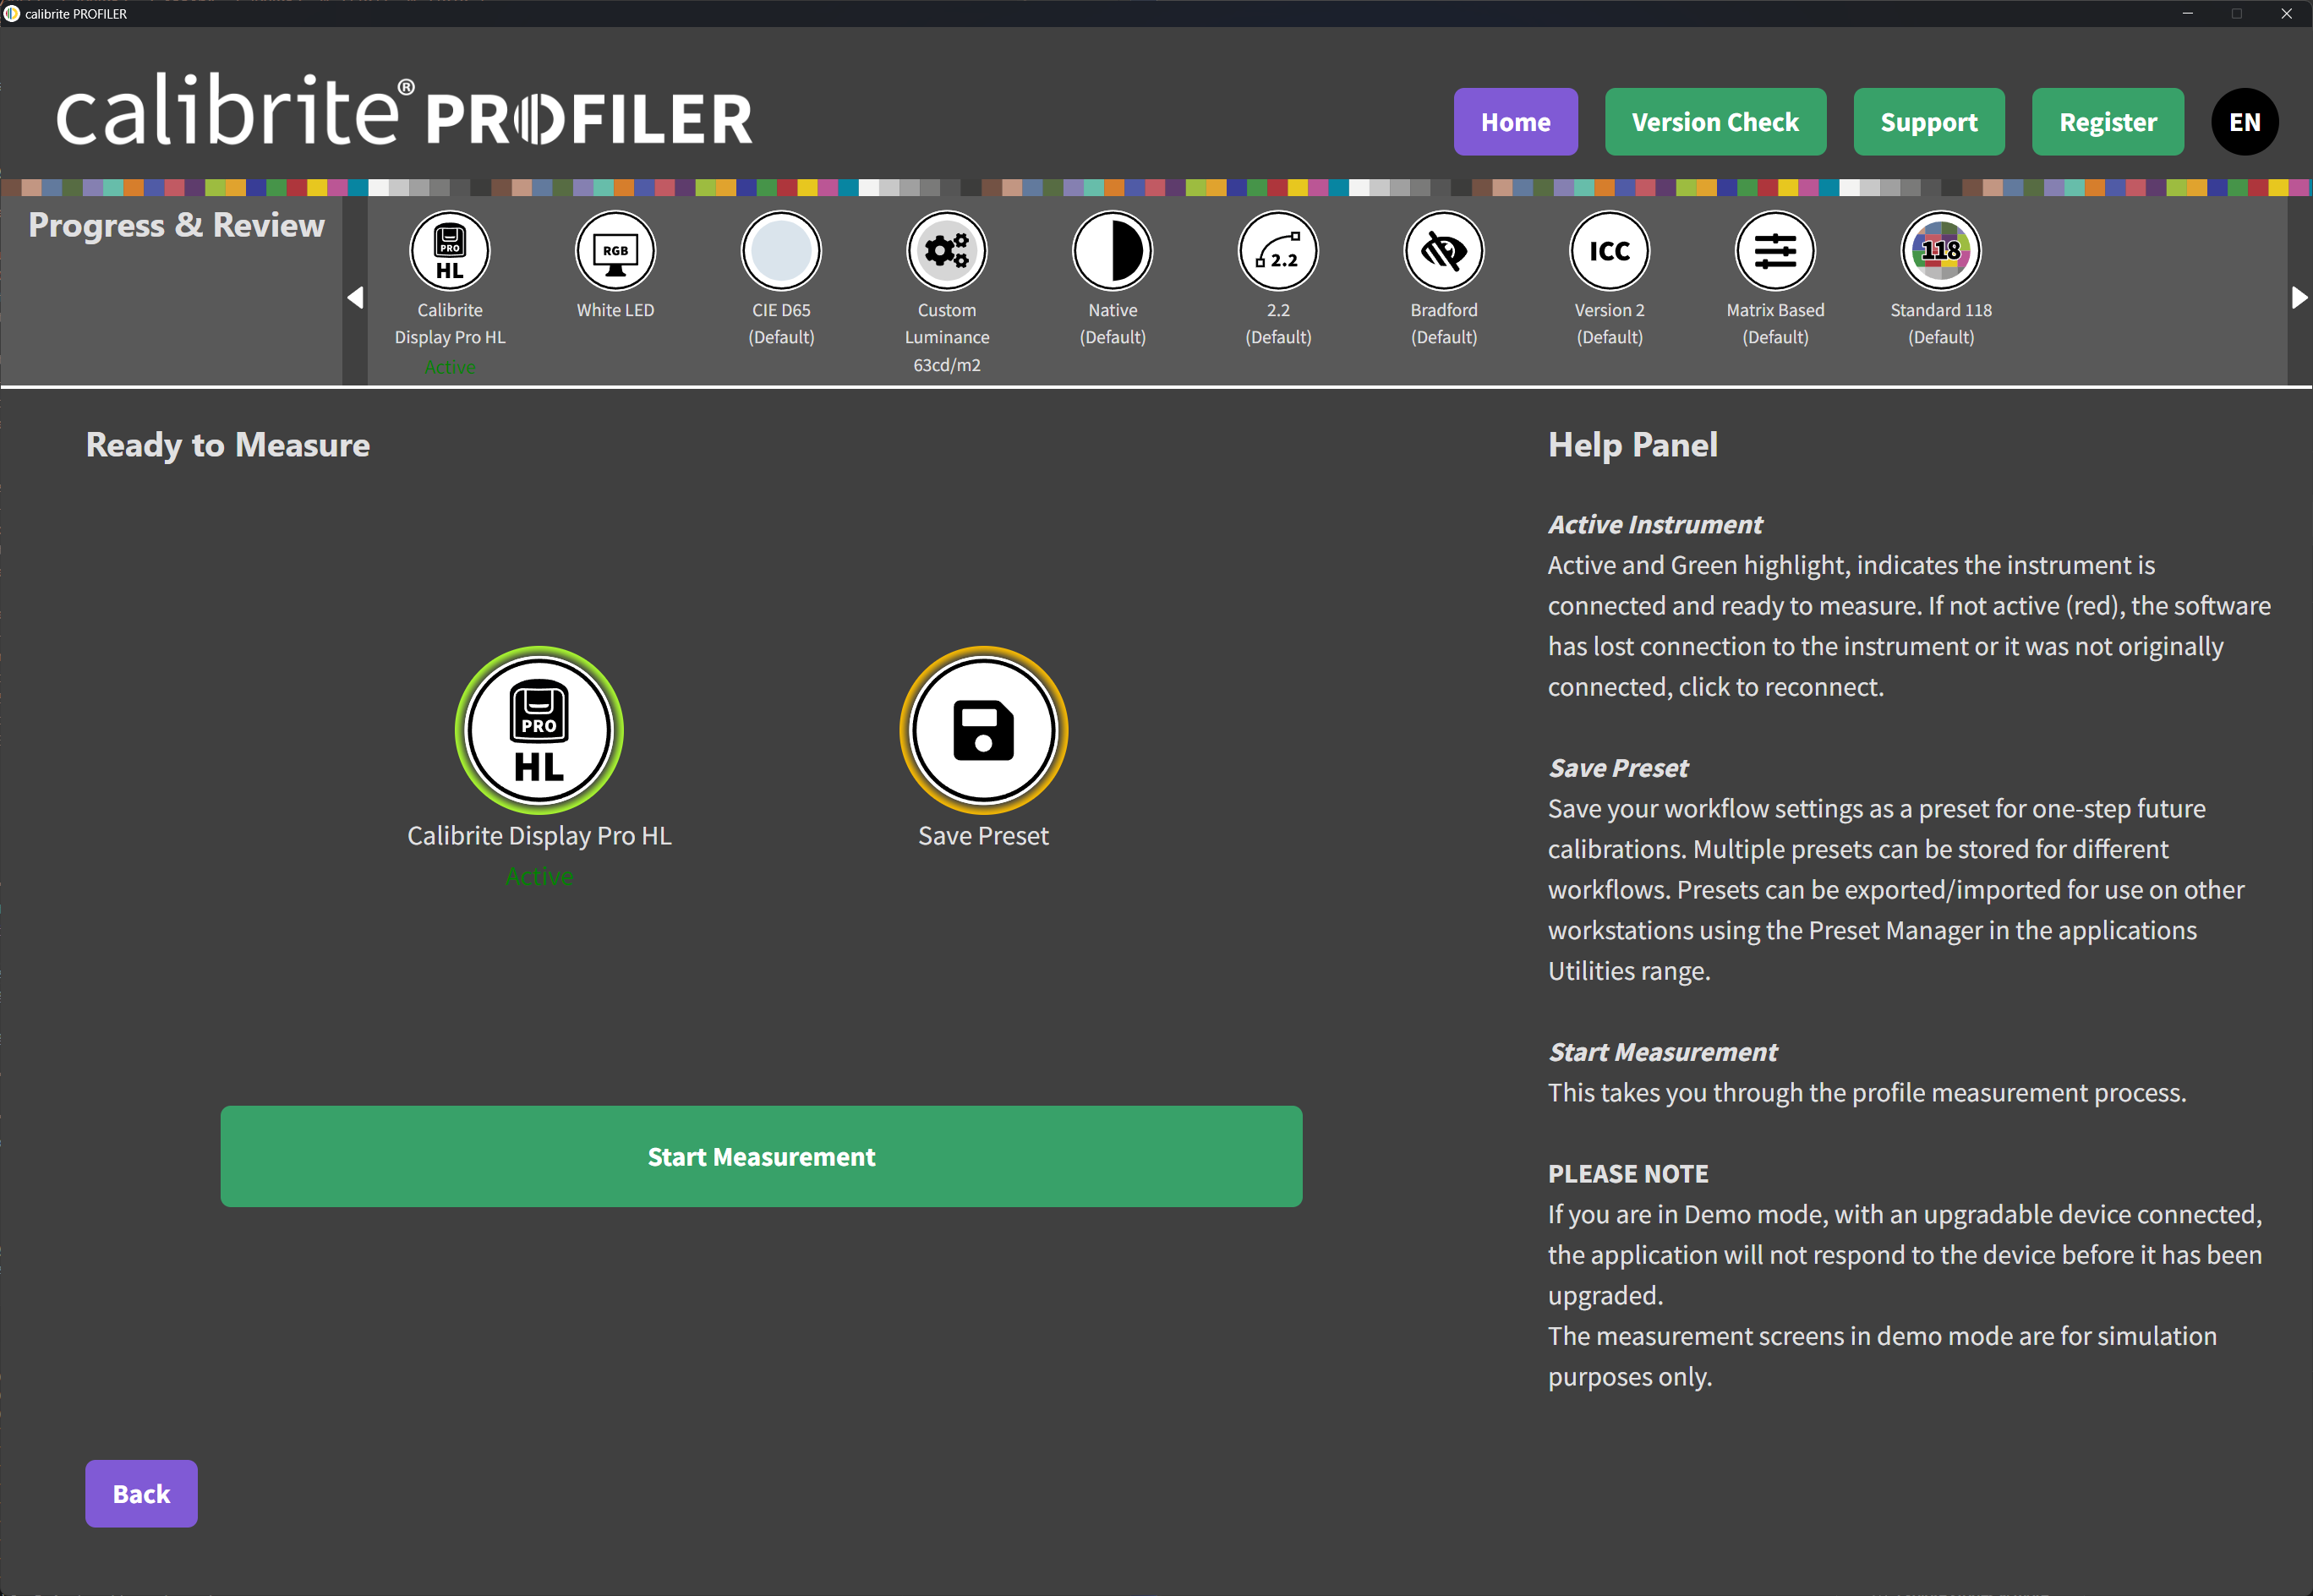 calibrite PROFILER
calibrite® PROFILER
Home
Version Check
Support
Register
EN
Progress & Review
PRO
HL
Calibrite
Display Pro HL
Active
RGB
White LED
CIE D65
(Default)
Custom
Luminance
63cd/m2
Native
(Default)
2.2
2.2
(Default)
Bradford
(Default)
ICC
Version 2
(Default)
Matrix Based
(Default)
118
Standard 118
(Default)
Ready to Measure
PRO
HL
Calibrite Display Pro HL
Active
Save Preset
Start Measurement
Back
Help Panel
Active Instrument
Active and Green highlight, indicates the instrument is
connected and ready to measure. If not active (red), the software
has lost connection to the instrument or it was not originally
connected, click to reconnect.
Save Preset
Save your workflow settings as a preset for one-step future
calibrations. Multiple presets can be stored for different
workflows. Presets can be exported/imported for use on other
workstations using the Preset Manager in the applications
Utilities range.
Start Measurement
This takes you through the profile measurement process.
PLEASE NOTE
If you are in Demo mode, with an upgradable device connected,
the application will not respond to the device before it has been
upgraded.
The measurement screens in demo mode are for simulation
purposes only.